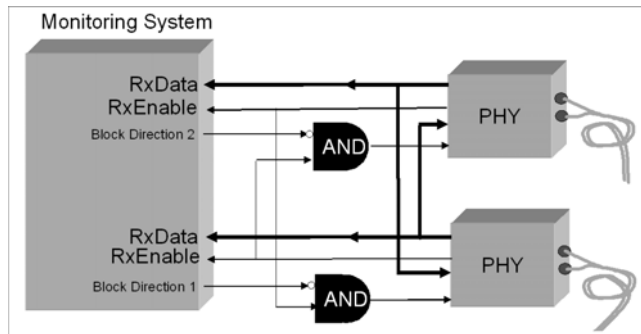 Monitoring System
RxData
RxEnable
Block Direction 2
AND
PHY
RxData
RxEnable
Block Direction 1
AND
PHY